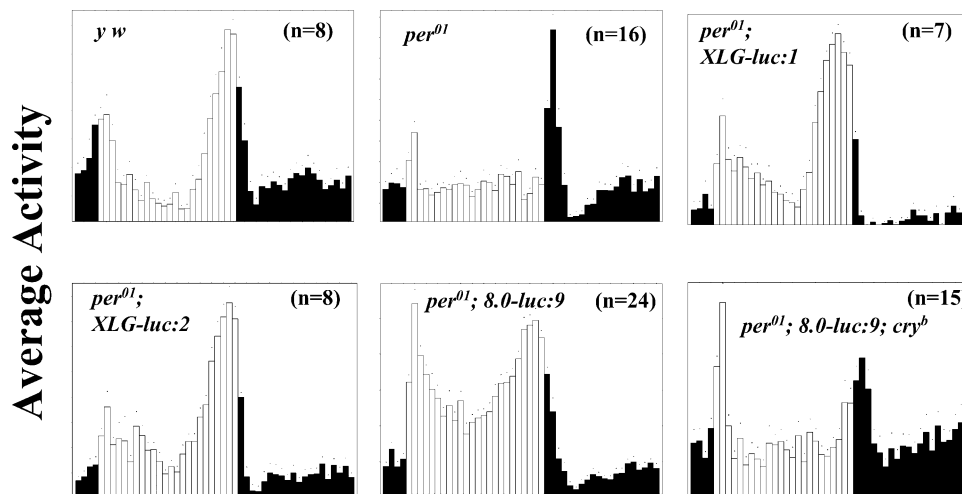 Average Activity
y w (n=8)
per01 (n=16)
per01; (n=7)
XLG-luc:1
per01; (n=8)
XLG-luc:2
per01; 8.0-luc:9 (n=24)
(n=15
per01; 8.0-luc:9; cryb